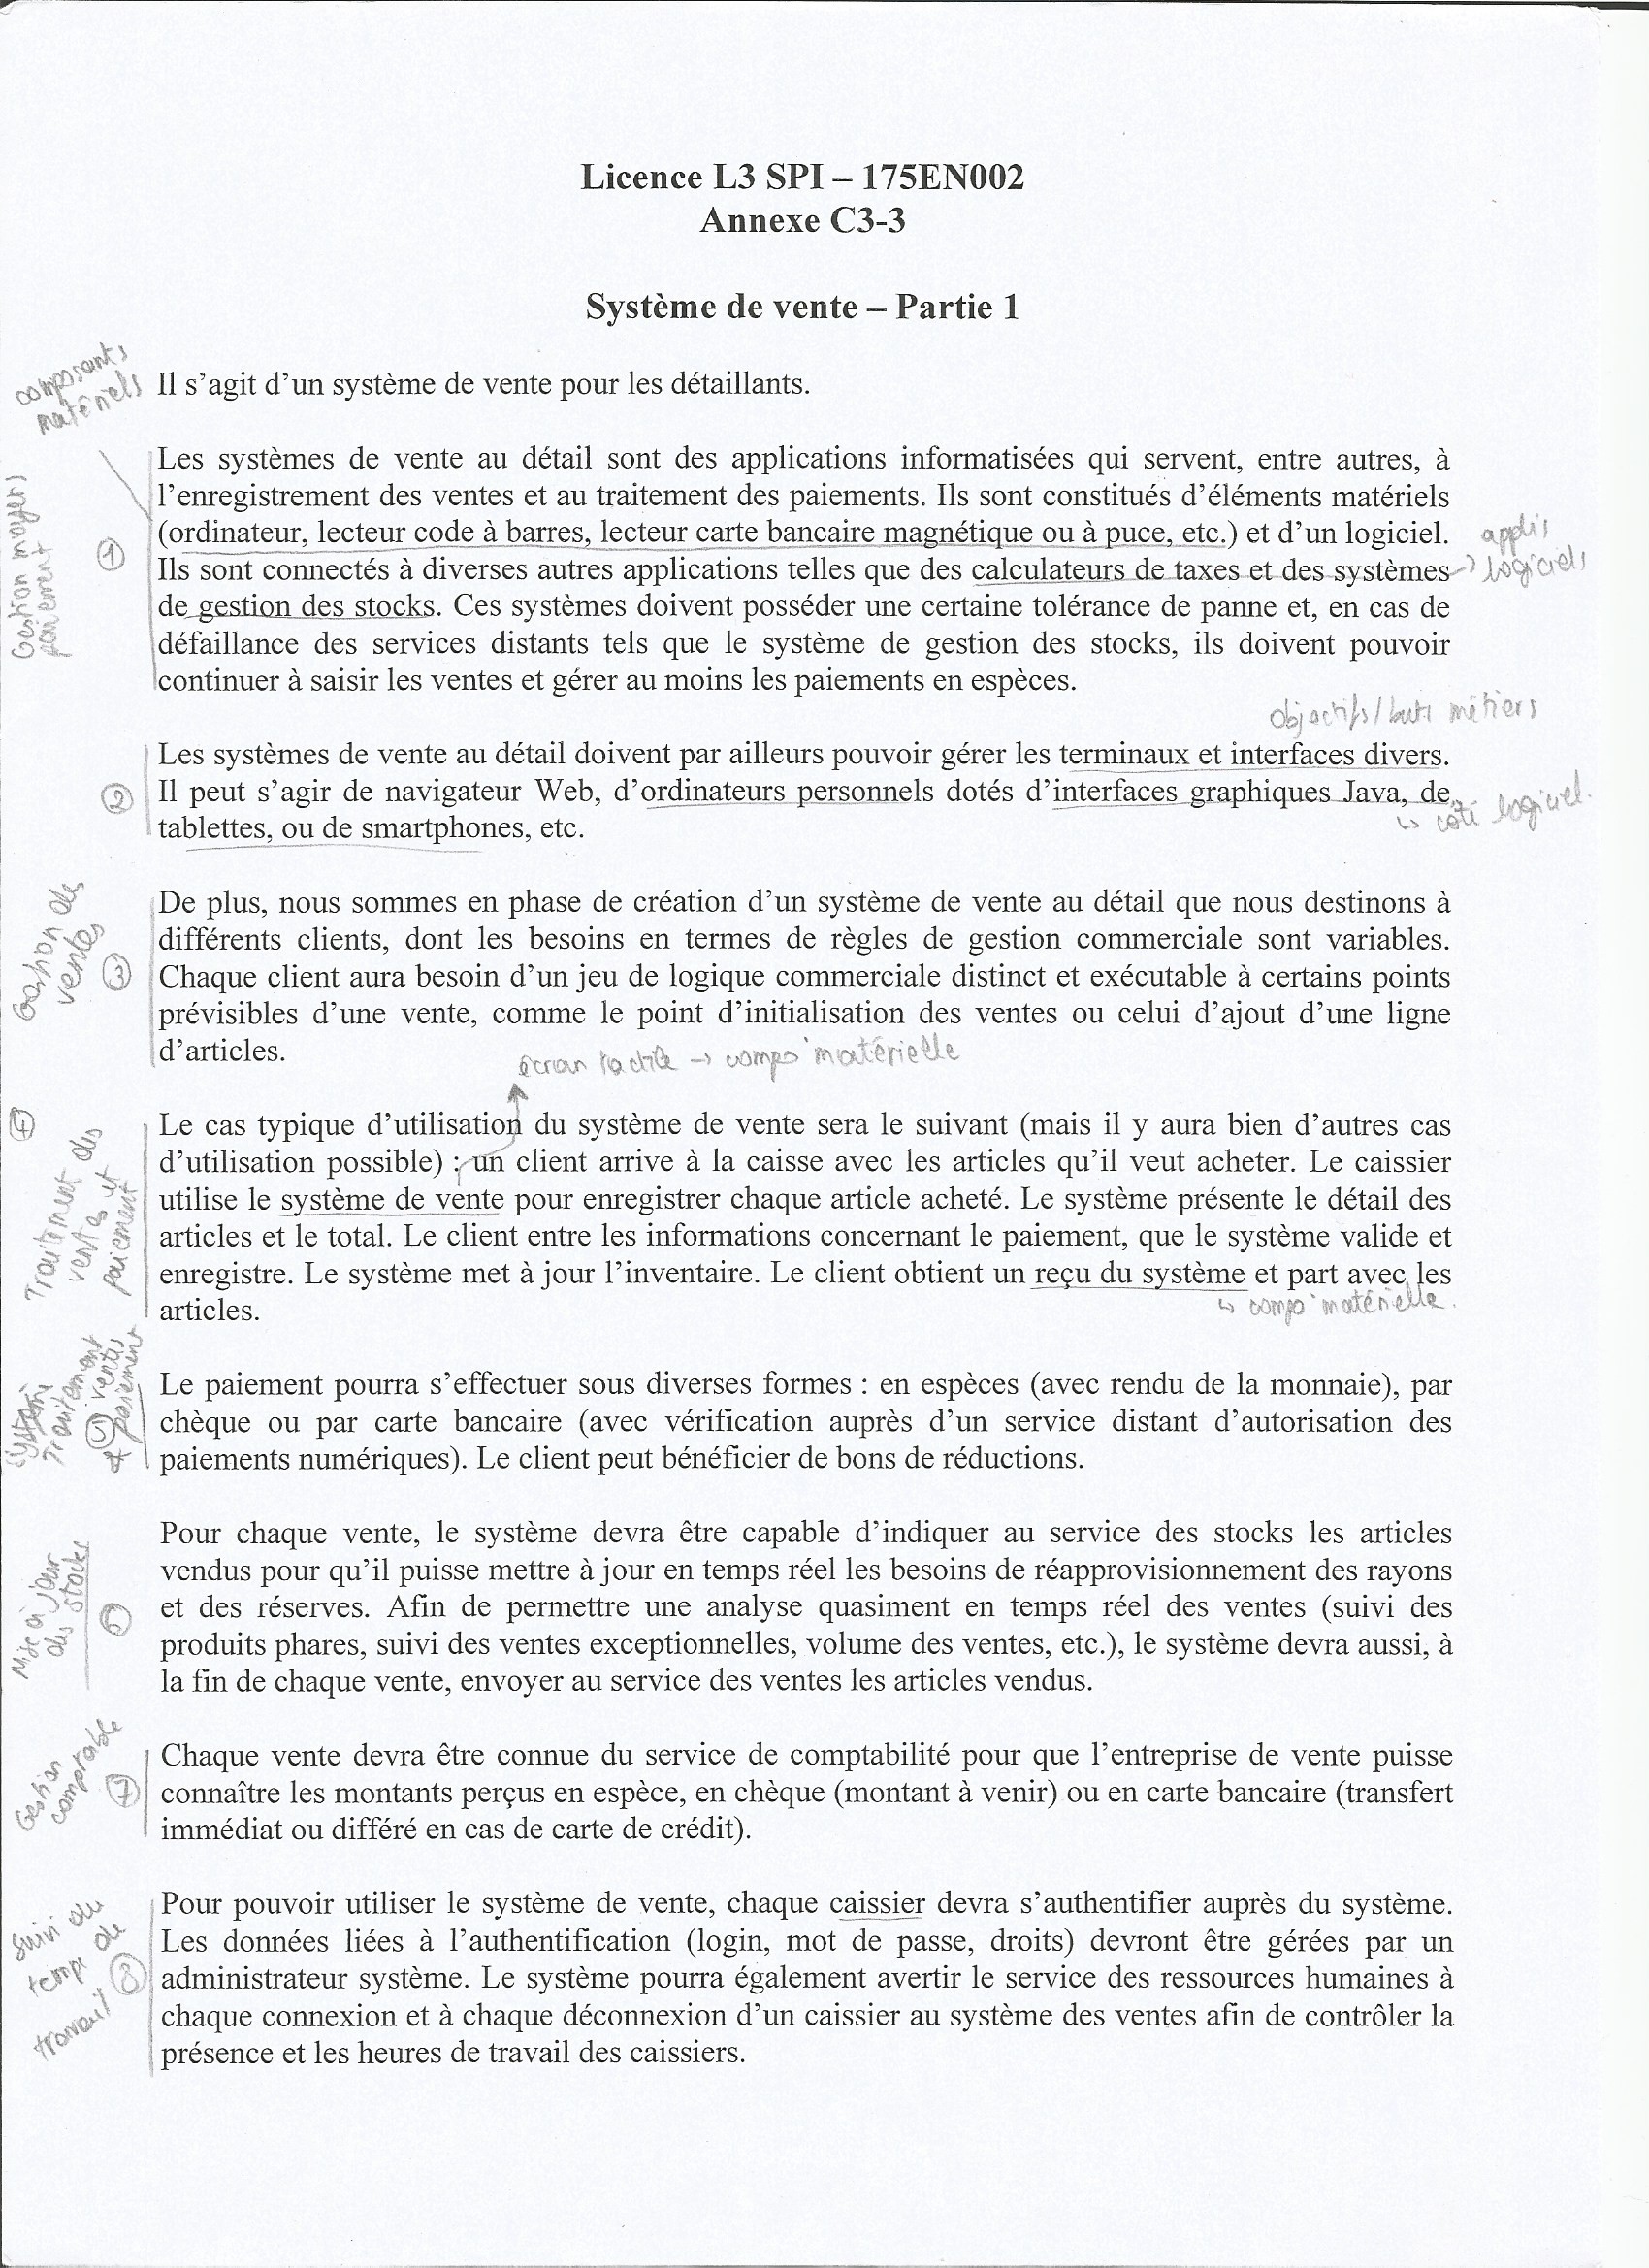 Licence L3 SPI – 175EN002
Annexe C3-3
Système de vente – Partie 1
composants
matériels
Il s’agit d’un système de vente pour les détaillants.
Gestion moyens
paiement
①
Les systèmes de vente au détail sont des applications informatisées qui servent, entre autres, à
l’enregistrement des ventes et au traitement des paiements. Ils sont constitués d’éléments matériels
(ordinateur, lecteur code à barres, lecteur carte bancaire magnétique ou à puce, etc.) et d’un logiciel.
Ils sont connectés à diverses autres applications telles que des calculateurs de taxes et des systèmes
de gestion des stocks. Ces systèmes doivent posséder une certaine tolérance de panne et, en cas de
défaillance des services distants tels que le système de gestion des stocks, ils doivent pouvoir
continuer à saisir les ventes et gérer au moins les paiements en espèces.
applis
→ logiciels
objectifs/buts métiers
②
Les systèmes de vente au détail doivent par ailleurs pouvoir gérer les terminaux et interfaces divers.
Il peut s’agir de navigateur Web, d’ordinateurs personnels dotés d’interfaces graphiques Java, de
tablettes, ou de smartphones, etc.
↳ côté logiciel.
Gestion des
ventes
③
De plus, nous sommes en phase de création d’un système de vente au détail que nous destinons à
différents clients, dont les besoins en termes de règles de gestion commerciale sont variables.
Chaque client aura besoin d’un jeu de logique commerciale distinct et exécutable à certains points
prévisibles d’une vente, comme le point d’initialisation des ventes ou celui d’ajout d’une ligne
d’articles.
écran tactile → compo matérielle
④
Traitement des
ventes et
paiement
Le cas typique d’utilisation du système de vente sera le suivant (mais il y aura bien d’autres cas
d’utilisation possible) : un client arrive à la caisse avec les articles qu’il veut acheter. Le caissier
utilise le système de vente pour enregistrer chaque article acheté. Le système présente le détail des
articles et le total. Le client entre les informations concernant le paiement, que le système valide et
enregistre. Le système met à jour l’inventaire. Le client obtient un reçu du système et part avec les
articles.
↳ compo matérielle.
Traitement
ventes
& paiement
⑤
Le paiement pourra s’effectuer sous diverses formes : en espèces (avec rendu de la monnaie), par
chèque ou par carte bancaire (avec vérification auprès d’un service distant d’autorisation des
paiements numériques). Le client peut bénéficier de bons de réductions.
Mise à jour
des stocks
⑥
Pour chaque vente, le système devra être capable d’indiquer au service des stocks les articles
vendus pour qu’il puisse mettre à jour en temps réel les besoins de réapprovisionnement des rayons
et des réserves. Afin de permettre une analyse quasiment en temps réel des ventes (suivi des
produits phares, suivi des ventes exceptionnelles, volume des ventes, etc.), le système devra aussi, à
la fin de chaque vente, envoyer au service des ventes les articles vendus.
Gestion
comptable
⑦
Chaque vente devra être connue du service de comptabilité pour que l’entreprise de vente puisse
connaître les montants perçus en espèce, en chèque (montant à venir) ou en carte bancaire (transfert
immédiat ou différé en cas de carte de crédit).
suivi du
temps de
travail
⑧
Pour pouvoir utiliser le système de vente, chaque caissier devra s’authentifier auprès du système.
Les données liées à l’authentification (login, mot de passe, droits) devront être gérées par un
administrateur système. Le système pourra également avertir le service des ressources humaines à
chaque connexion et à chaque déconnexion d’un caissier au système des ventes afin de contrôler la
présence et les heures de travail des caissiers.